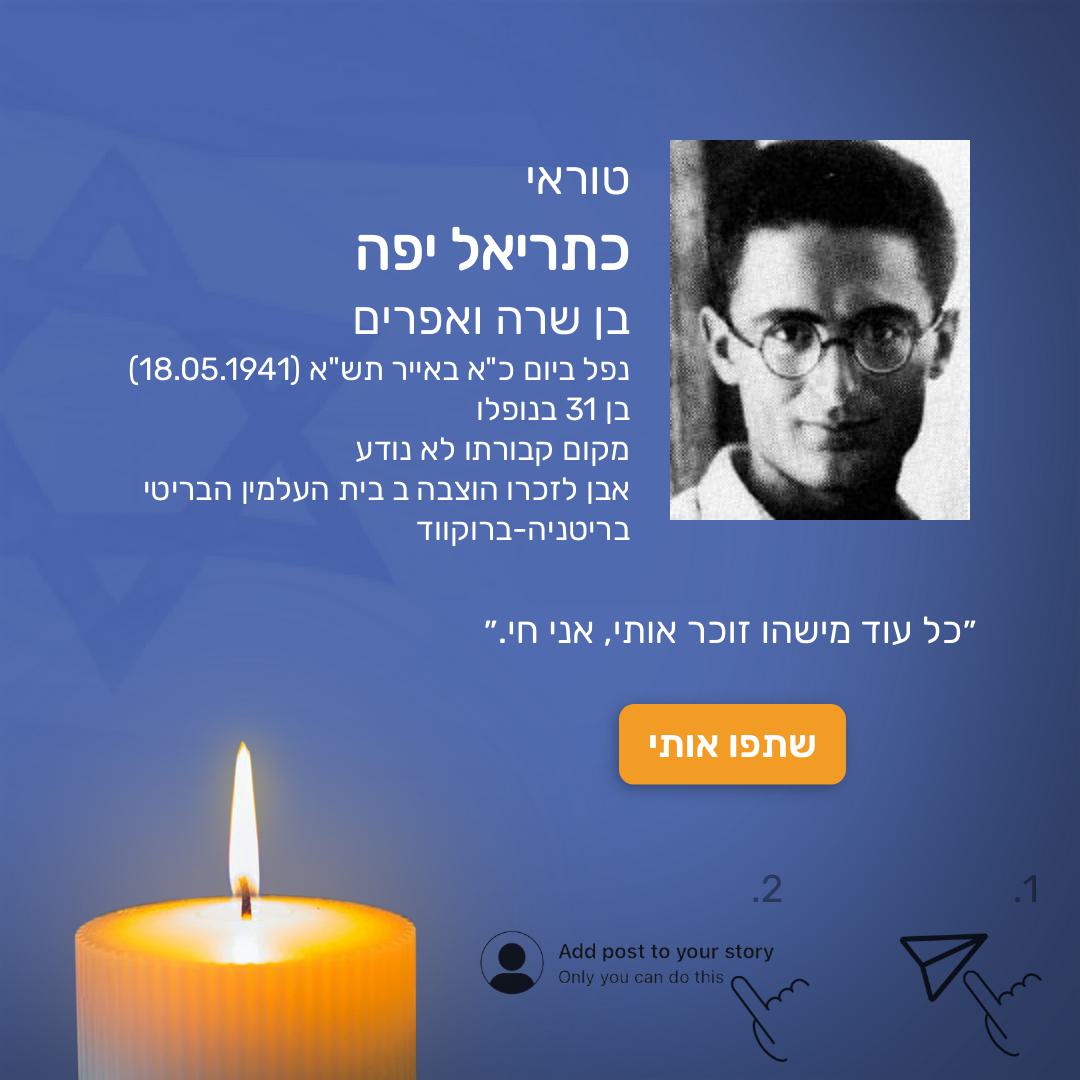 טוראי
כתריאל יפה
בן שרה ואפרים
נפל ביום כ"א באייר תש"א (18.05.1941)
בן 31 בנופלו
מקום קבורתו לא נודע
אבן לזכרו הוצבה ב בית העלמין הבריטי
בריטניה-ברוקווד
״כל עוד מישהו זוכר אותי, אני חי.״
שתפו אותי
1.
2.
Add post to your story
Only you can do this